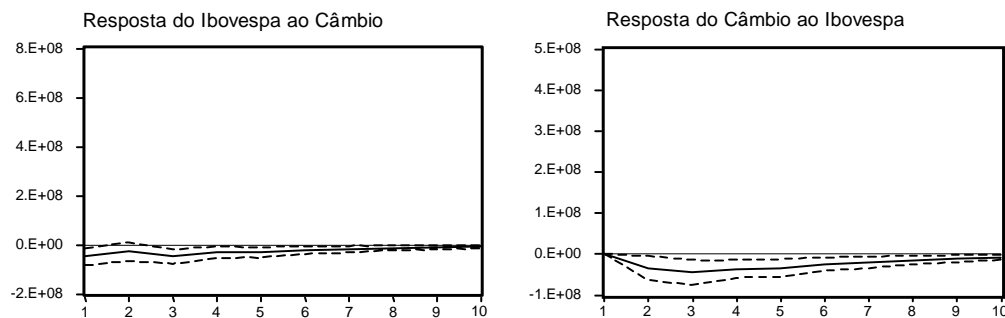 Resposta do Ibovespa ao Câmbio
8.E+08
6.E+08
4.E+08
2.E+08
0.E+00
-2.E+08
1 2 3 4 5 6 7 8 9 10
Resposta do Câmbio ao Ibovespa
5.E+08
4.E+08
3.E+08
2.E+08
1.E+08
0.E+00
-1.E+08
1 2 3 4 5 6 7 8 9 10